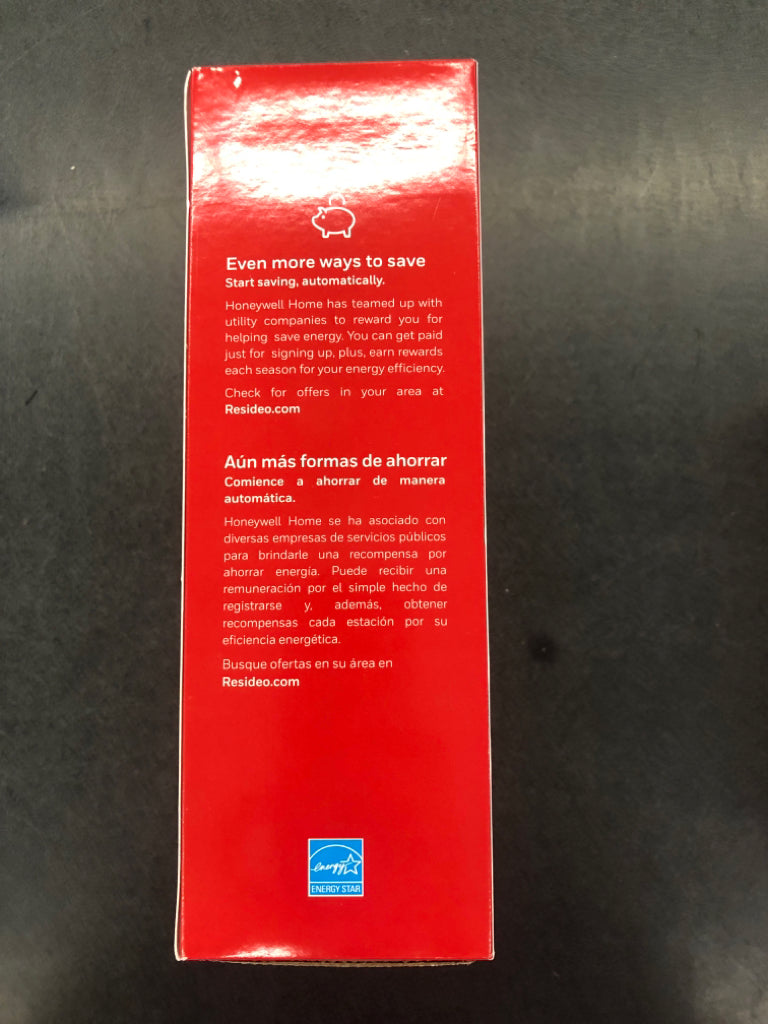 Even more ways to save
Start saving, automatically.
Honeywell Home has teamed up with
utility companies to reward you for
helping save energy. You can get paid
just for signing up, plus, earn rewards
each season for your energy efficiency.
Check for offers in your area at
Resideo.com
Aún más formas de ahorrar
Comience a ahorrar de manera
automática.
Honeywell Home se ha asociado con
diversas empresas de servicios públicos
para brindarle una recompensa por
ahorrar energía. Puede recibir una
remuneración por el simple hecho de
registrarse y, además, obtener
recompensas cada estación por su
eficiencia energética.
Busque ofertas en su área en
Resideo.com
energy
ENERGY STAR